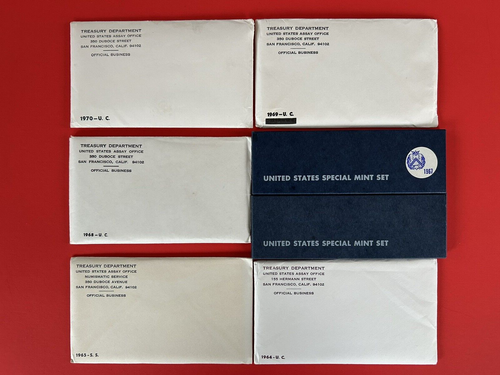 TREASURY DEPARTMENT
UNITED STATES ASSAY OFFICE
350 DUBOCE STREET
SAN FRANCISCO, CALIF. 94102
OFFICIAL BUSINESS
1970-U. C.
TREASURY DEPARTMENT
UNITED STATES ASSAY OFFICE
350 DUBOCE STREET
SAN FRANCISCO, CALIF. 94102
OFFICIAL BUSINESS
1969-U. C.
TREASURY DEPARTMENT
UNITED STATES ASSAY OFFICE
350 DUBOCE STREET
SAN FRANCISCO, CALIF. 94102
OFFICIAL BUSINESS
1968-U. C.
UNITED STATES SPECIAL MINT SET
1967
UNITED STATES SPECIAL MINT SET
TREASURY DEPARTMENT
UNITED STATES ASSAY OFFICE
NUMISMATIC SERVICE
350 DUBOCE AVENUE
SAN FRANCISCO, CALIF. 94102
OFFICIAL BUSINESS
1965-S. S.
TREASURY DEPARTMENT
UNITED STATES ASSAY OFFICE
155 HERMANN STREET
SAN FRANCISCO, CALIF. 94102
OFFICIAL BUSINESS
1964-U. C.